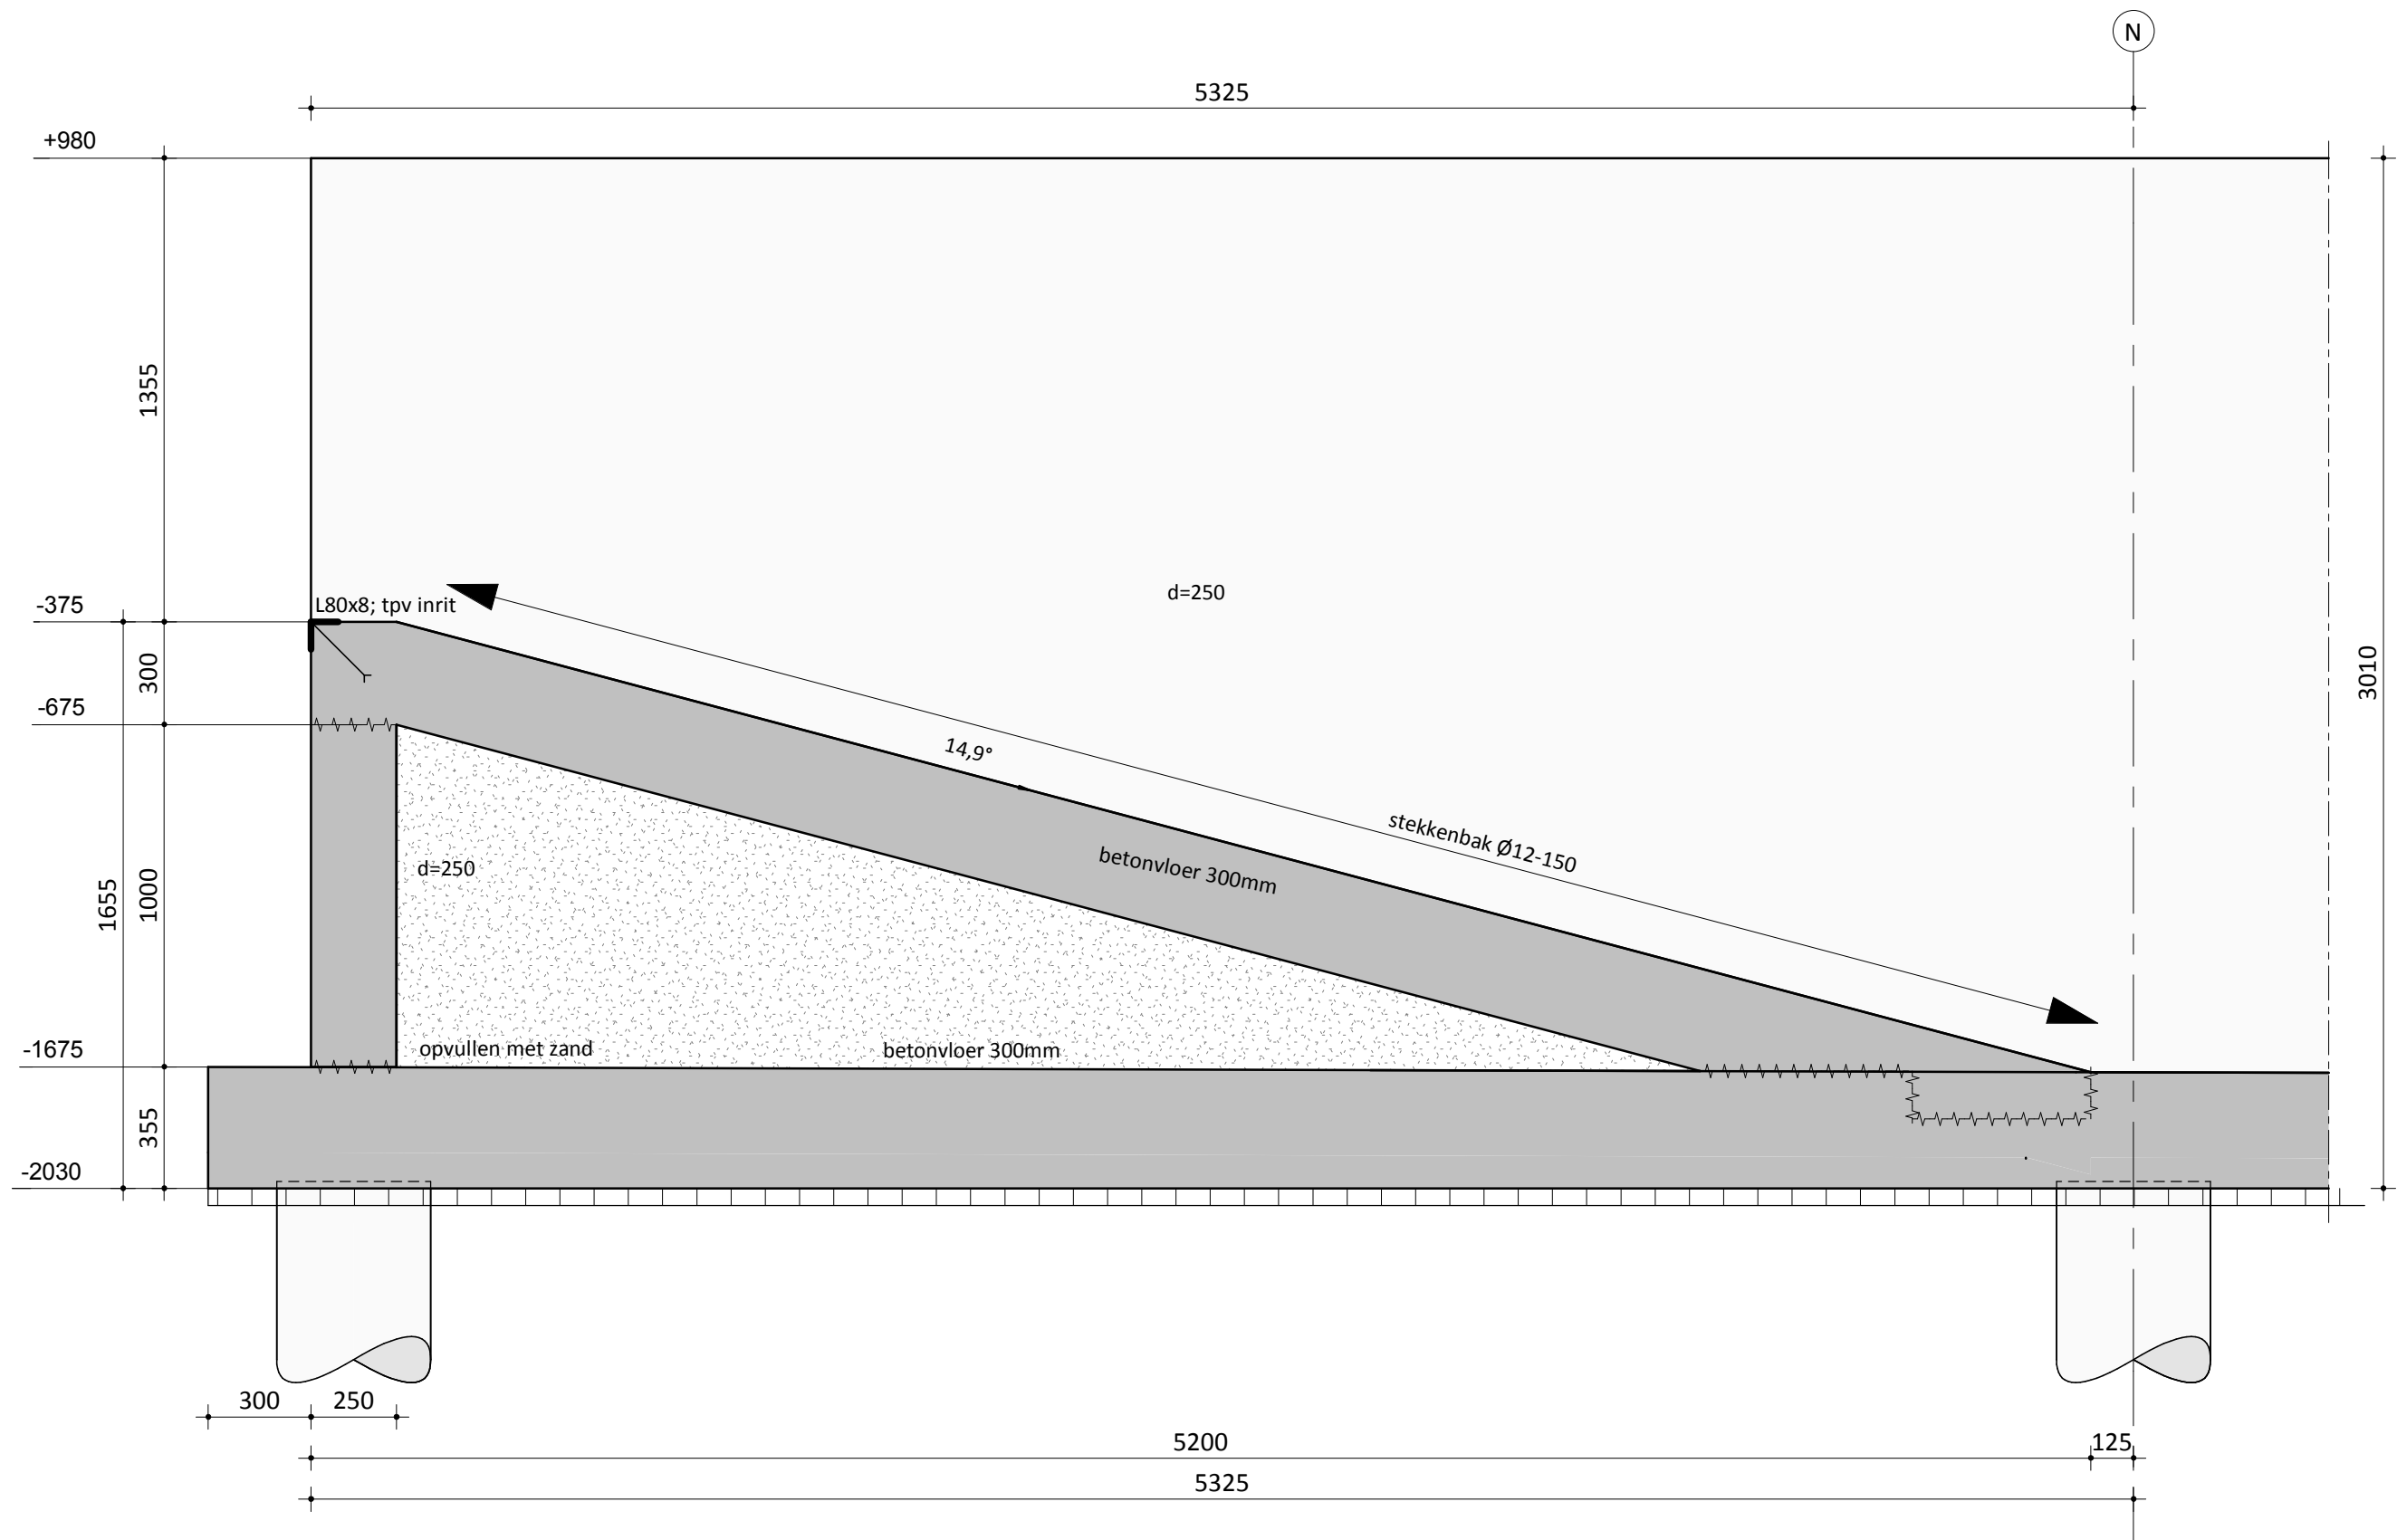 N
5325
+980
1355
3010
d=250
-375
L80x8; tpv inrit
300
-675
14,9°
stekkenbak Ø12-150
betonvloer 300mm
d=250
1000
1655
opvullen met zand
betonvloer 300mm
-1675
355
-2030
300
250
5200
125
5325